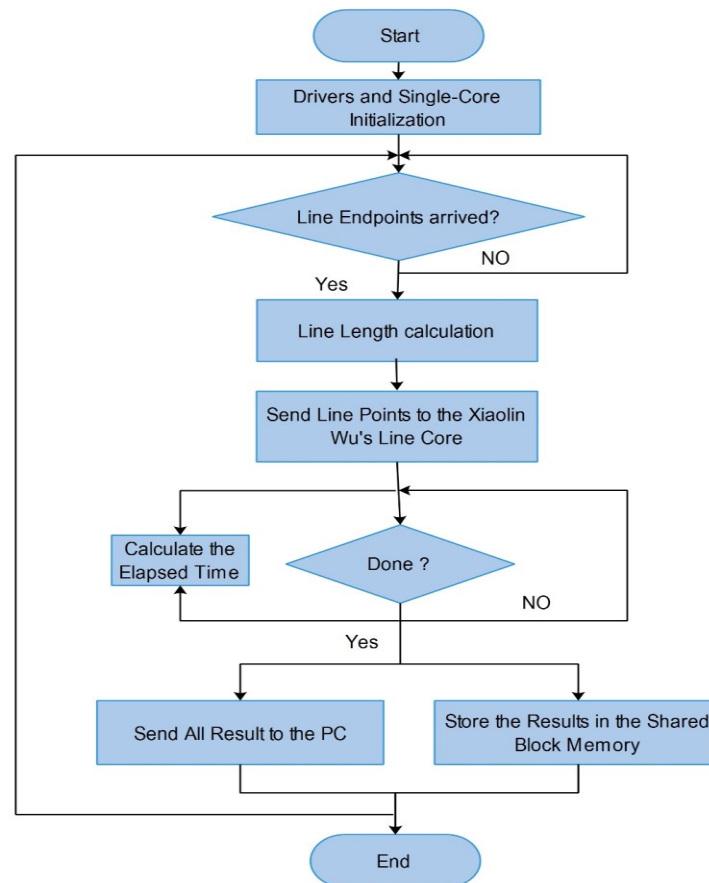 Start
Drivers and Single-Core
Initialization
Line Endpoints arrived?
NO
Yes
Line Length calculation
Send Line Points to the Xiaolin
Wu's Line Core
Calculate the
Elapsed Time
Done ?
NO
Yes
Send All Result to the PC
Store the Results in the Shared
Block Memory
End